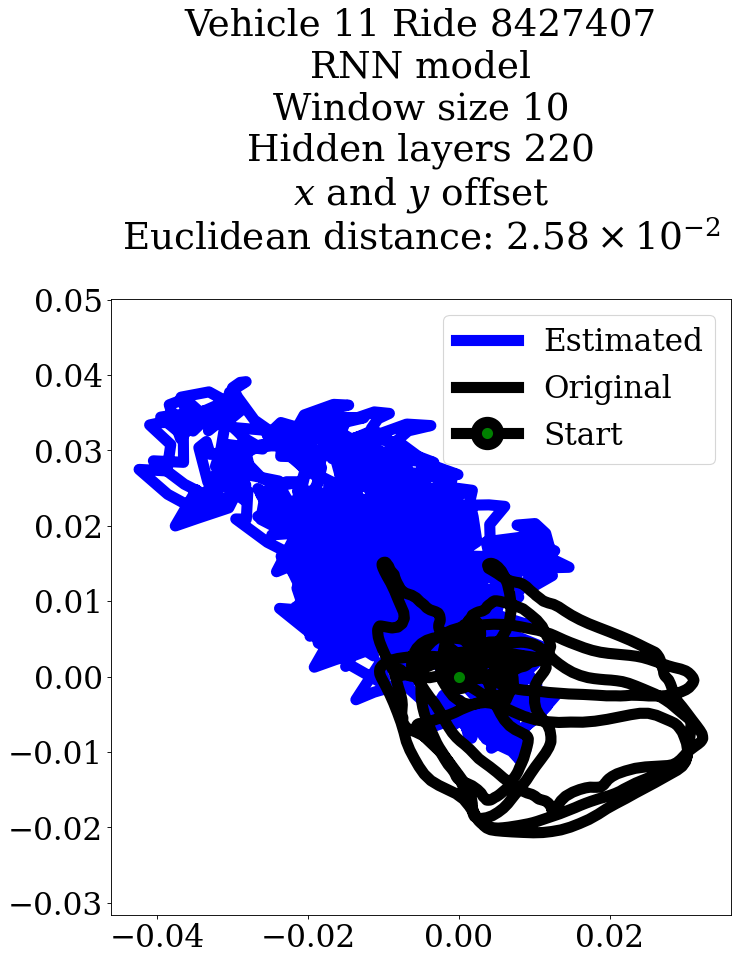 Vehicle 11 Ride 8427407
RNN model
Window size 10
Hidden layers 220
x and y offset
Euclidean distance: 2.58 × 10⁻²
0.05
Estimated
0.04
Original
Start
0.03
0.02
0.01
0.00
−0.01
−0.02
−0.03
−0.04 −0.02 0.00 0.02